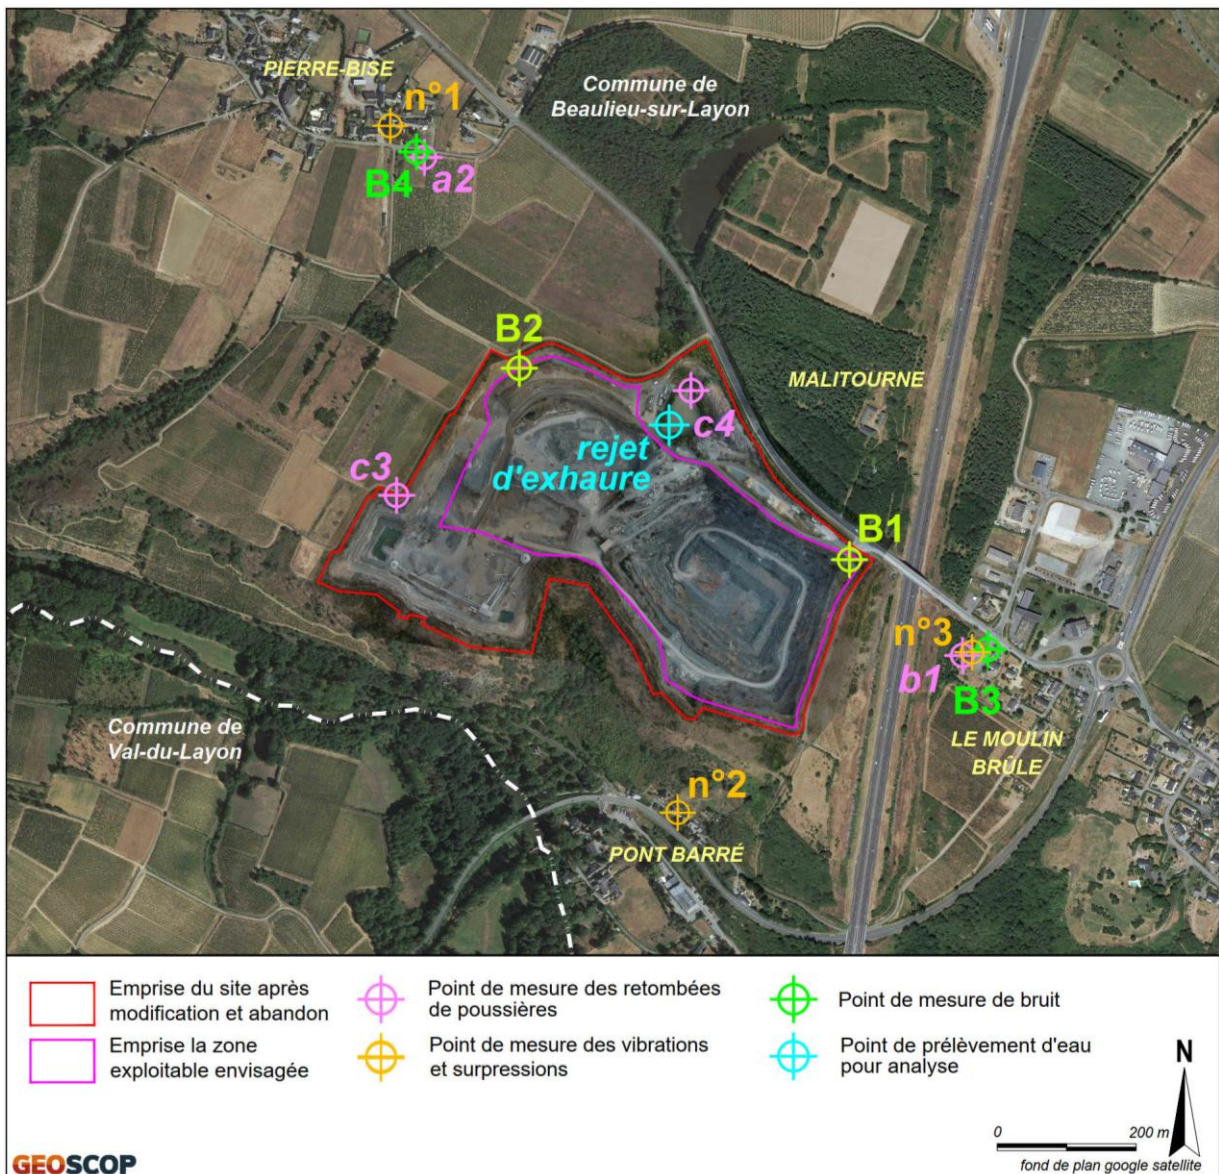 PIERRE-BISE
n°1
Commune de
Beaulieu-sur-Layon
B4
a2
B2
MALITOURNE
c4
rejet
d'exhaure
c3
B1
n°3
b1
B3
Commune de
Val-du-Layon
LE MOULIN
BRÛLE
n°2
PONT BARRÉ
Emprise du site après
modification et abandon
Point de mesure des retombées
de poussières
Point de mesure de bruit
Emprise la zone
exploitable envisagée
Point de mesure des vibrations
et surpressions
Point de prélèvement d'eau
pour analyse
N
0 200 m
fond de plan google satellite
GEOSCOP